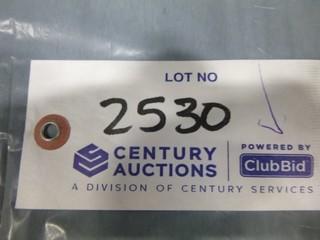 LOT NO
2530
CENTURY AUCTIONS
POWERED BY
ClubBid
A DIVISION OF CENTURY SERVICES